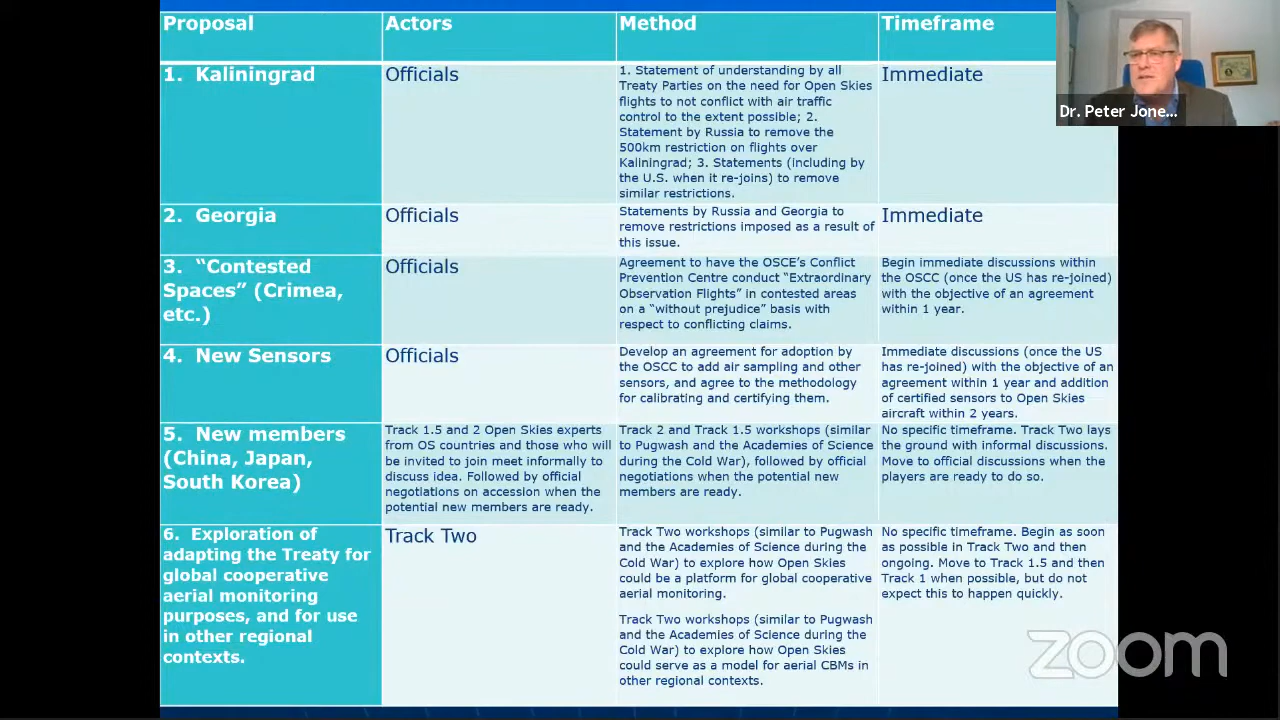 Proposal
Actors
Method
Timeframe
1. Kaliningrad
Officials
1. Statement of understanding by all
Treaty Parties on the need for Open Skies
flights to not conflict with air traffic
control to the extent possible; 2.
Statement by Russia to remove the
500km restriction on flights over
Kaliningrad; 3. Statements (including by
the U.S. when it re-joins) to remove
similar restrictions.
Immediate
2. Georgia
Officials
Statements by Russia and Georgia to
remove restrictions imposed as a result of
this issue.
Immediate
3. “Contested
Spaces” (Crimea,
etc.)
Officials
Agreement to have the OSCE’s Conflict
Prevention Centre conduct “Extraordinary
Observation Flights” in contested areas
on a “without prejudice” basis with
respect to conflicting claims.
Begin immediate discussions within
the OSCC (once the US has re-joined)
with the objective of an agreement
within 1 year.
4. New Sensors
Officials
Develop an agreement for adoption by
the OSCC to add air sampling and other
sensors, and agree to the methodology
for calibrating and certifying them.
Immediate discussions (once the US
has re-joined) with the objective of an
agreement within 1 year and addition
of certified sensors to Open Skies
aircraft within 2 years.
5. New members
(China, Japan,
South Korea)
Track 1.5 and 2 Open Skies experts
from OS countries and those who will
be invited to join meet informally to
discuss idea. Followed by official
negotiations on accession when the
potential new members are ready.
Track 2 and Track 1.5 workshops (similar
to Pugwash and the Academies of Science
during the Cold War), followed by official
negotiations when the potential new
members are ready.
No specific timeframe. Track Two lays
the ground with informal discussions.
Move to official discussions when the
players are ready to do so.
6. Exploration of
adapting the Treaty for
global cooperative
aerial monitoring
purposes, and for use
in other regional
contexts.
Track Two
Track Two workshops (similar to Pugwash
and the Academies of Science during the
Cold War) to explore how Open Skies
could be a platform for global cooperative
aerial monitoring.
Track Two workshops (similar to Pugwash
and the Academies of Science during the
Cold War) to explore how Open Skies
could serve as a model for aerial CBMs in
other regional contexts.
No specific timeframe. Begin as soon
as possible in Track Two and then
ongoing. Move to Track 1.5 and then
Track 1 when possible, but do not
expect this to happen quickly.
Dr. Peter Jone...
zoom